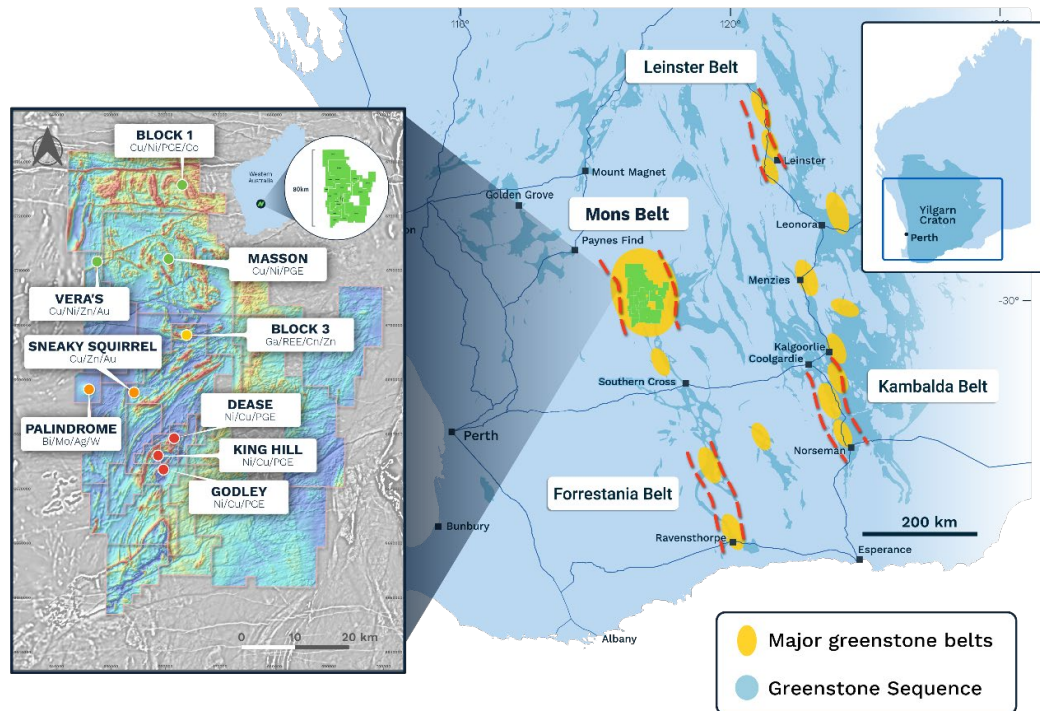 110°
120°
Leinster Belt
Leinster
Mount Magnet
Golden Grove
Mons Belt
Leonora
Paynes Find
Menzies
-30°
Kalgoorlie
Coolgardie
Kambalda Belt
Southern Cross
Perth
Norseman
Forrestania Belt
200 km
Bunbury
Ravensthorpe
Esperance
Albany
Yilgarn
Craton
Perth
BLOCK 1
Cu/Ni/PGE/Co
Western
Australia
80km
MASSON
Cu/Ni/PGE
VERA'S
Cu/Ni/Zn/Au
BLOCK 3
Ga/REE/Cn/Zn
SNEAKY SQUIRREL
Cu/Zn/Au
DEASE
Ni/Cu/PGE
PALINDROME
Bi/Mo/Ag/W
KING HILL
Ni/Cu/PGE
GODLEY
Ni/Cu/PGE
0 10 20 km
Major greenstone belts
Greenstone Sequence